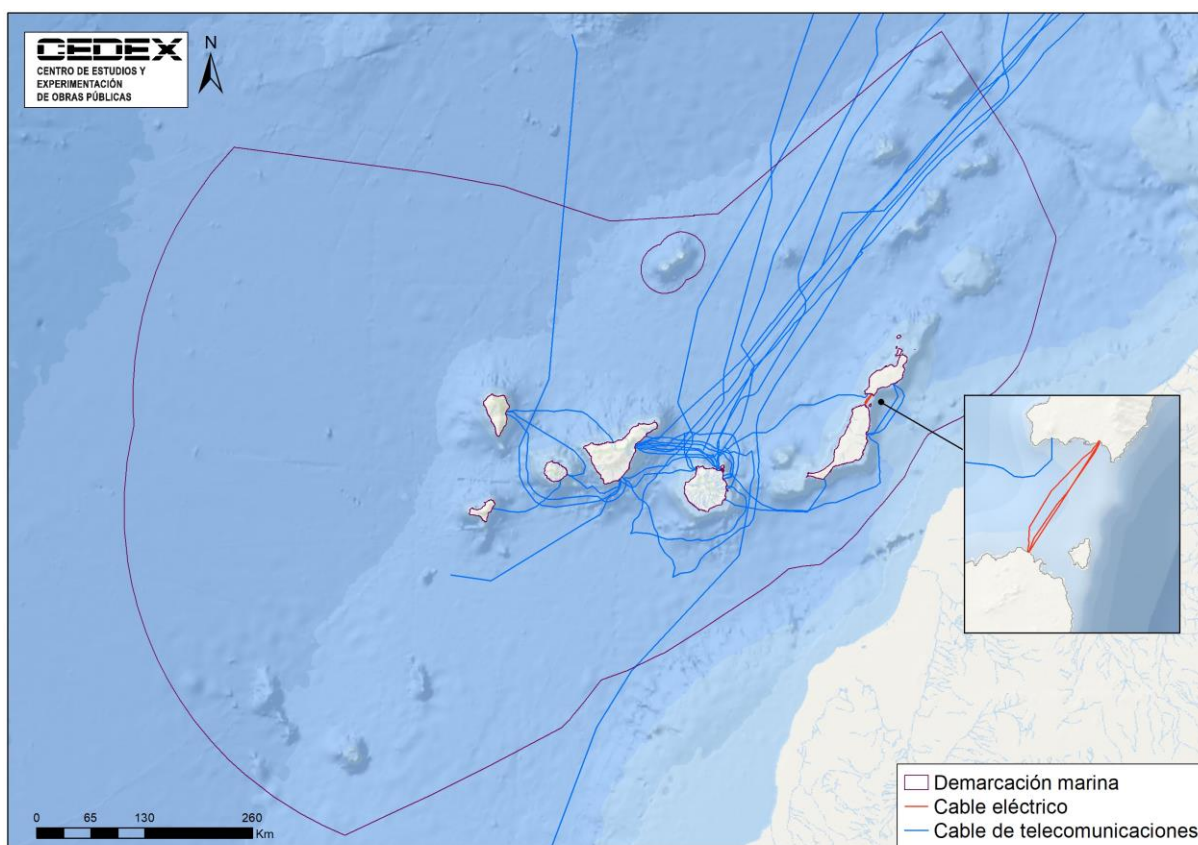 CEDEX
CENTRO DE ESTUDIOS Y
EXPERIMENTACIÓN
DE OBRAS PÚBLICAS
N
Demarcación marina
Cable eléctrico
Cable de telecomunicaciones
0 65 130 260
Km